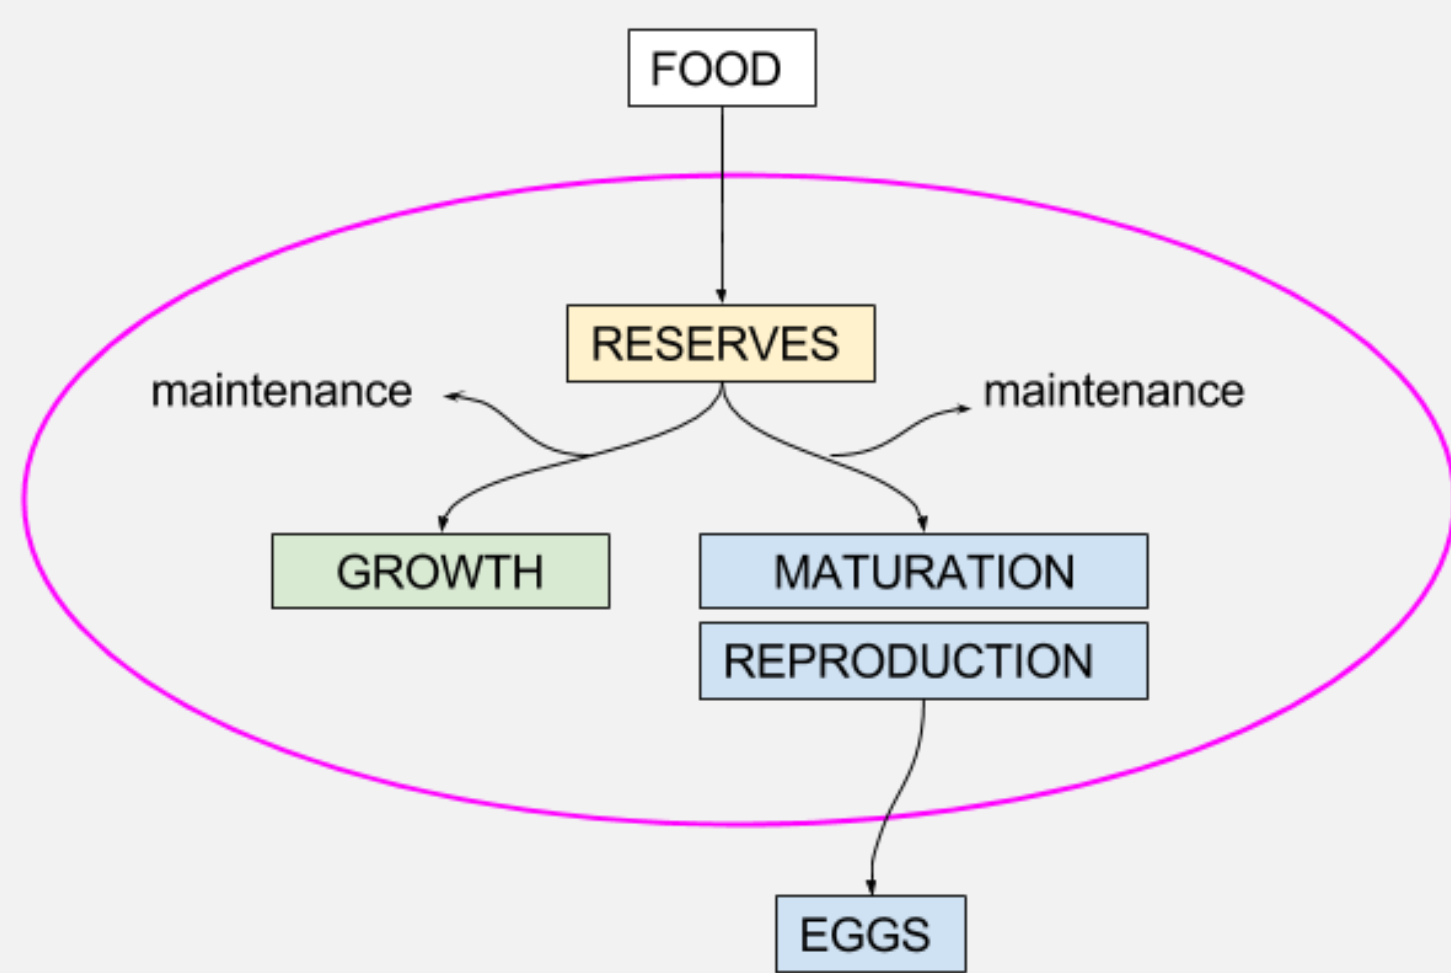 FOOD
RESERVES
maintenance
maintenance
GROWTH
MATURATION
REPRODUCTION
EGGS